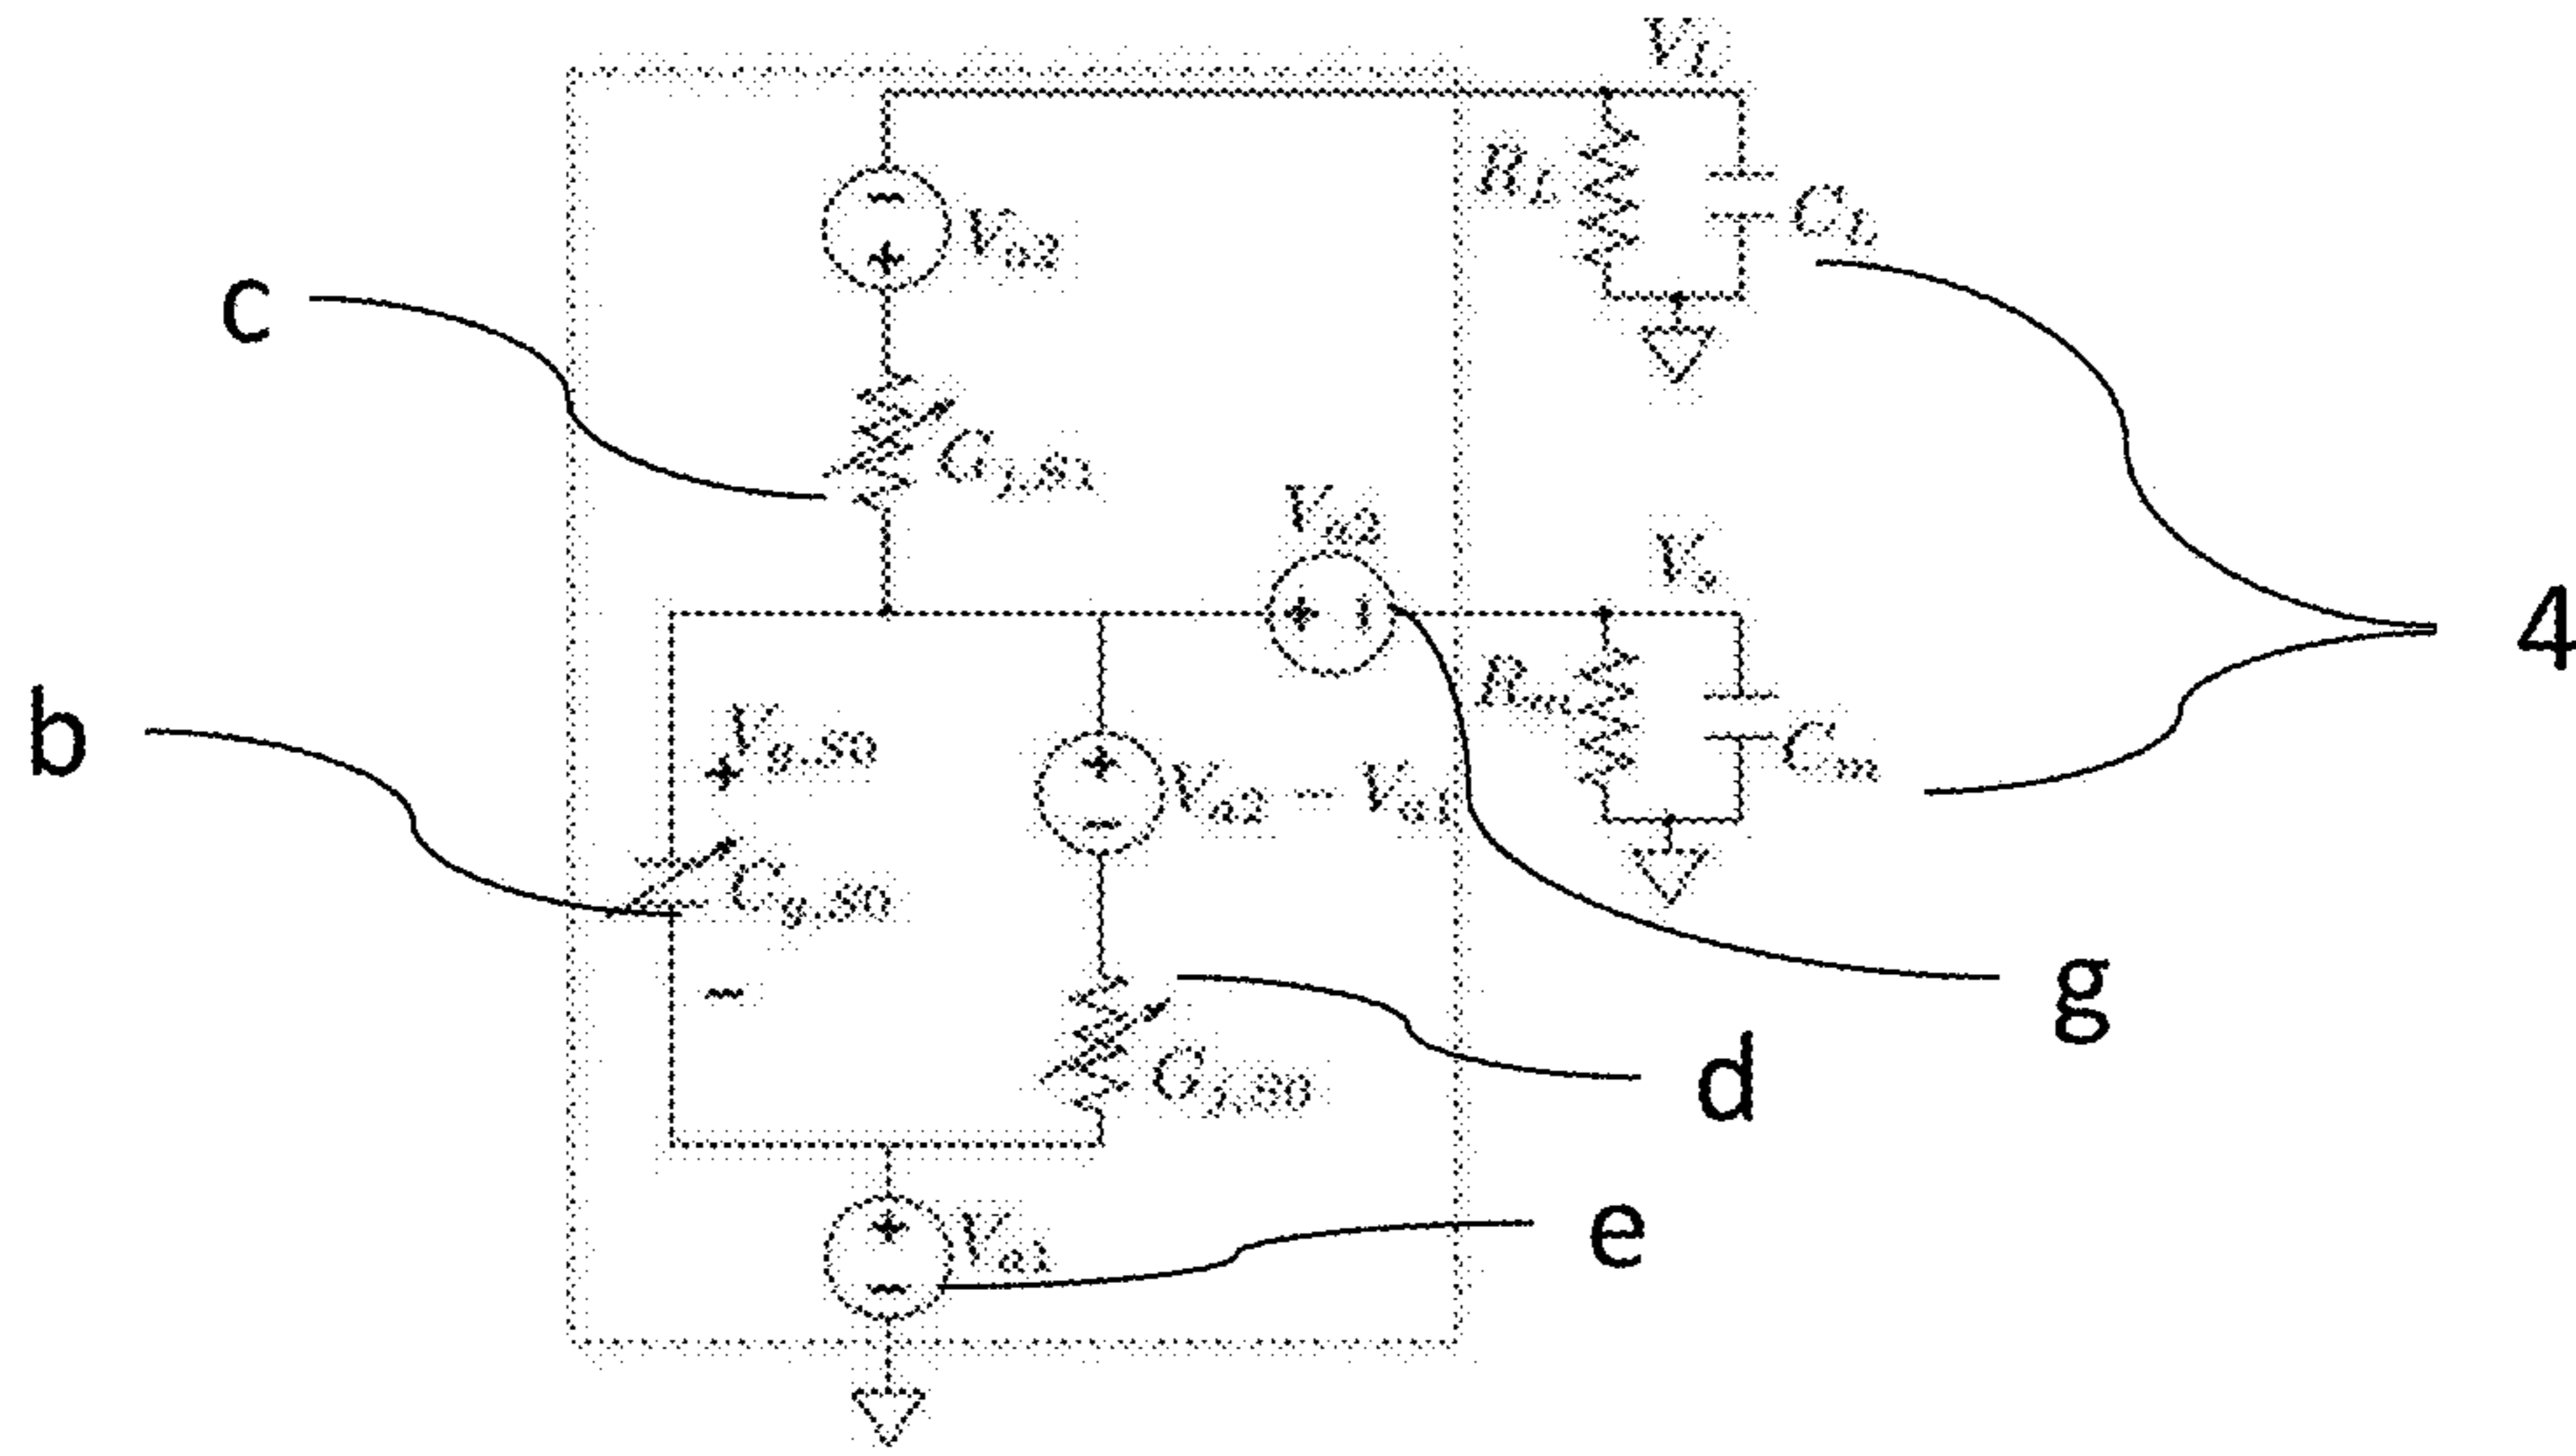 V_L
R_L
C_L
V_a2
c
G_j,S1
4
V_a2
V_o
b
V_g,S0
R_m
C_m
V_a2 − V_a1
C_g,S0
g
d
G_j,S0
e
V_a1